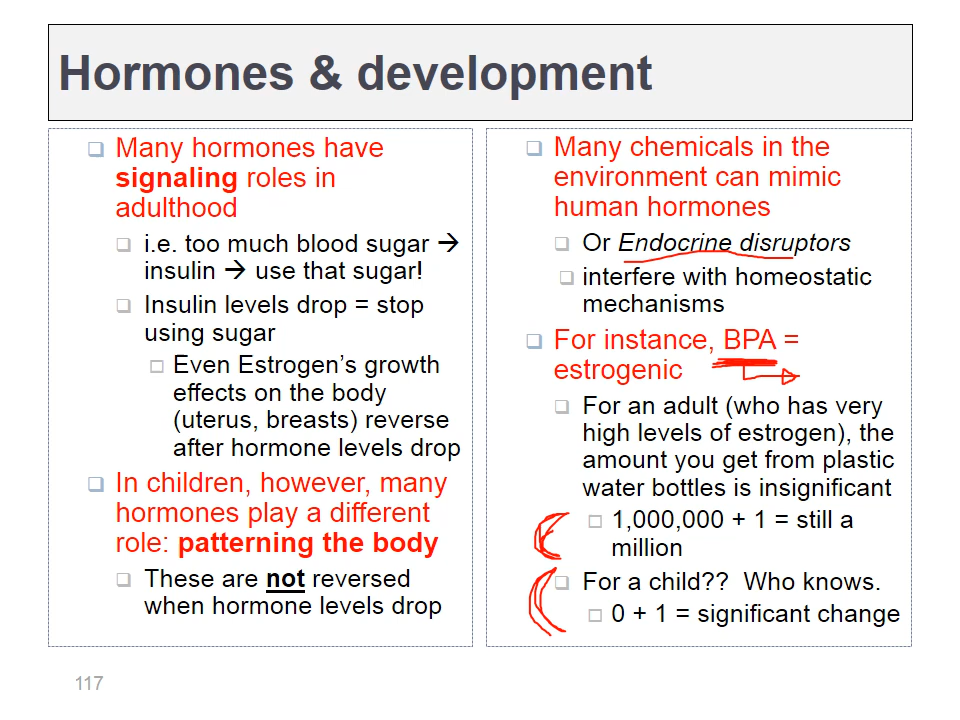 Hormones & development
Many hormones have
signaling roles in
adulthood
i.e. too much blood sugar →
insulin → use that sugar!
Insulin levels drop = stop
using sugar
Even Estrogen's growth
effects on the body
(uterus, breasts) reverse
after hormone levels drop
In children, however, many
hormones play a different
role: patterning the body
These are not reversed
when hormone levels drop
Many chemicals in the
environment can mimic
human hormones
Or Endocrine disruptors
interfere with homeostatic
mechanisms
For instance, BPA =
estrogenic
For an adult (who has very
high levels of estrogen), the
amount you get from plastic
water bottles is insignificant
1,000,000 + 1 = still a
million
For a child?? Who knows.
0 + 1 = significant change
117